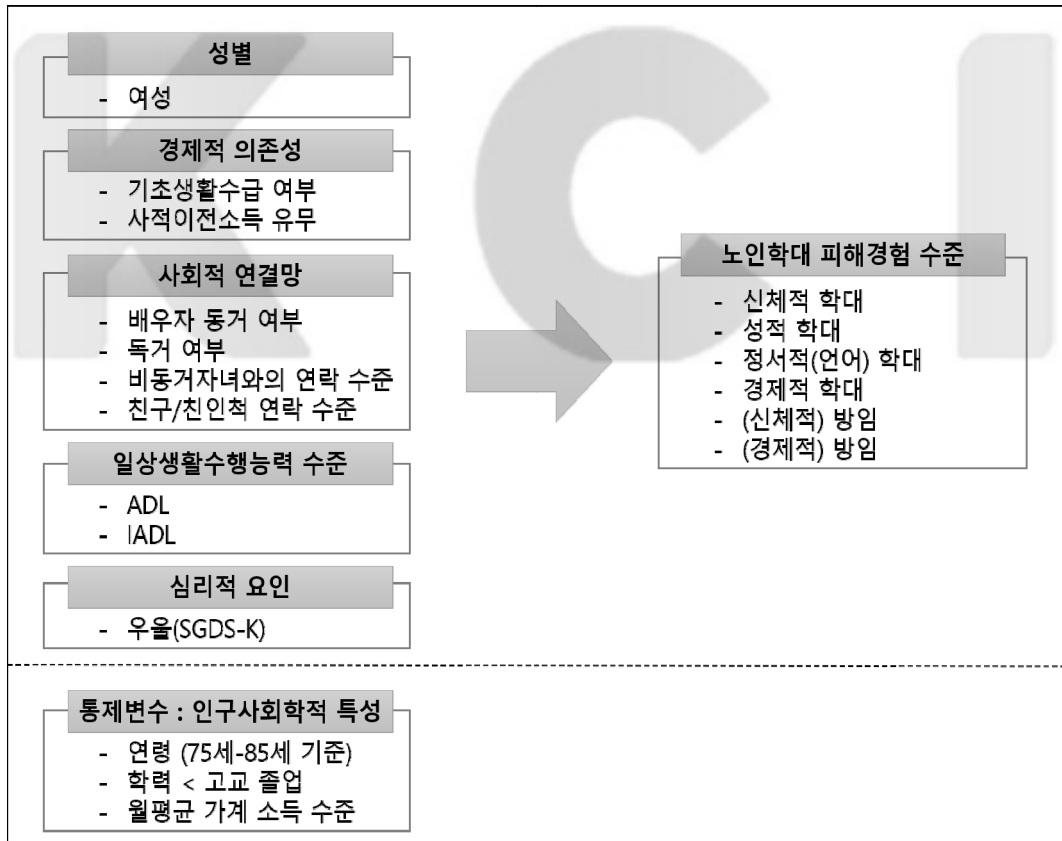 성별
- 여성
경제적 의존성
- 기초생활수급 여부
- 사적이전소득 유무
사회적 연결망
- 배우자 동거 여부
- 독거 여부
- 비동거자녀와의 연락 수준
- 친구/친인척 연락 수준
일상생활수행능력 수준
- ADL
- IADL
심리적 요인
- 우울(SGDS-K)
노인학대 피해경험 수준
- 신체적 학대
- 성적 학대
- 정서적(언어) 학대
- 경제적 학대
- (신체적) 방임
- (경제적) 방임
통제변수 : 인구사회학적 특성
- 연령 (75세-85세 기준)
- 학력 < 고교 졸업
- 월평균 가계 소득 수준
KCI